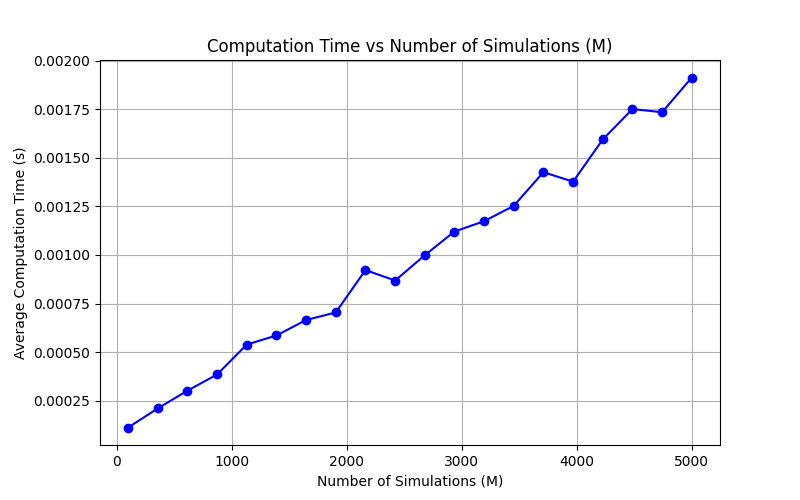 Computation Time vs Number of Simulations (M)
0.00200
0.00175
0.00150
0.00125
0.00100
0.00075
0.00050
0.00025
Average Computation Time (s)
0 1000 2000 3000 4000 5000
Number of Simulations (M)